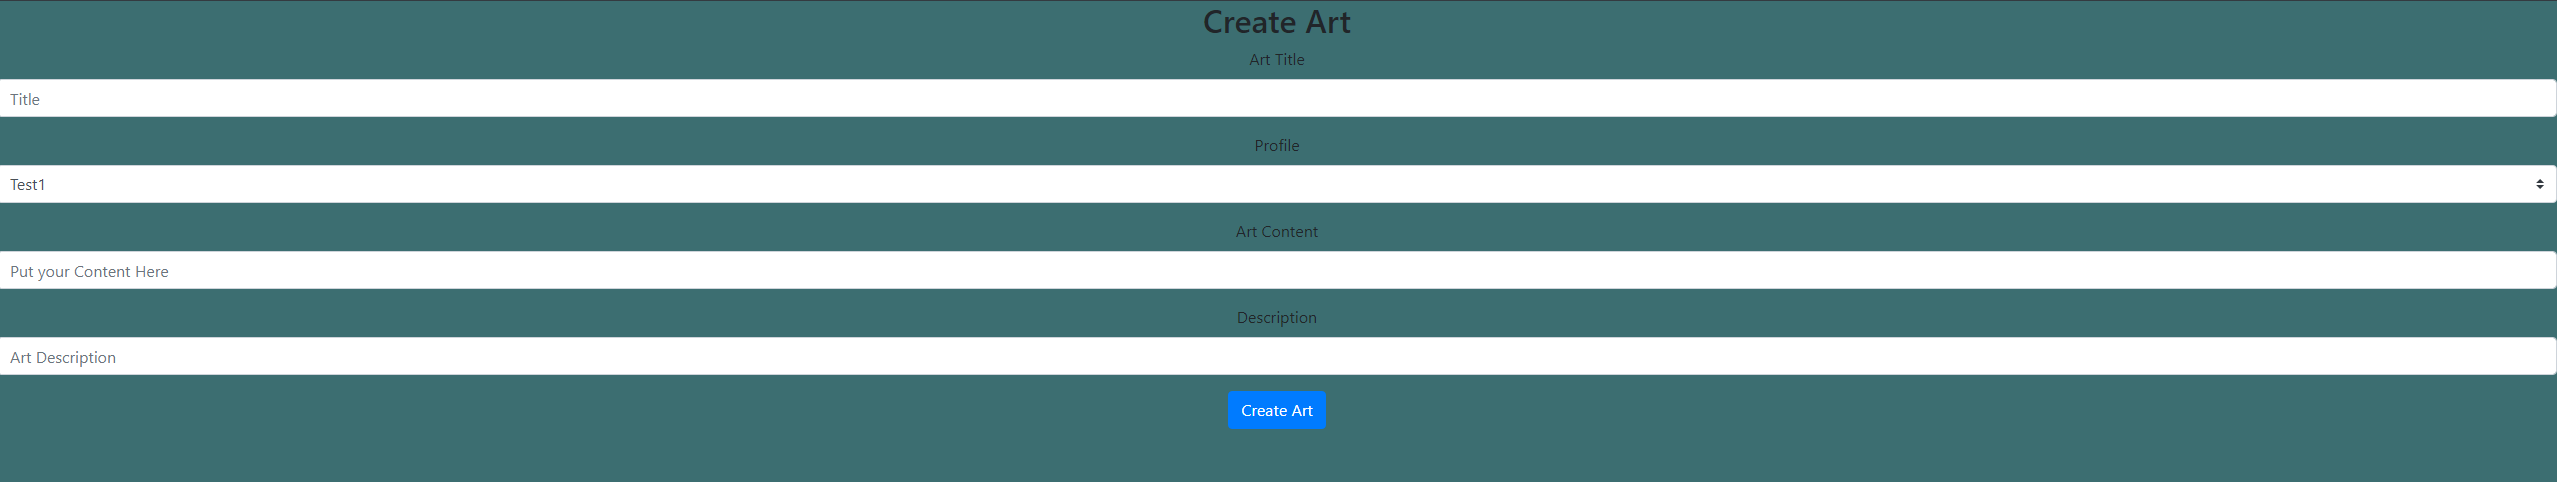 Create Art
Art Title
Title
Profile
Test1
Art Content
Put your Content Here
Description
Art Description
Create Art